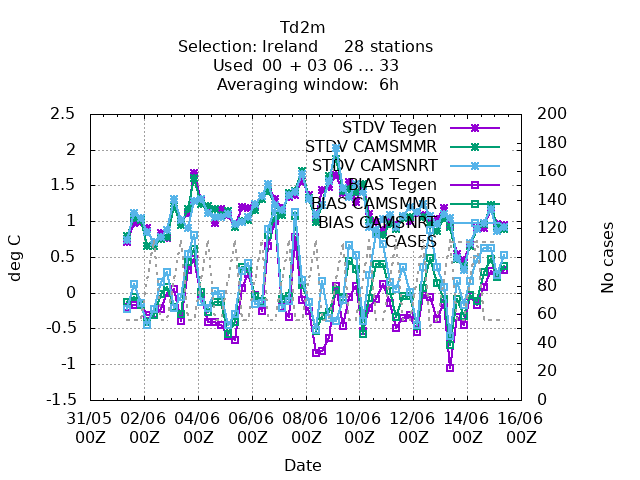 Td2m
Selection: Ireland 28 stations
Used 00 + 03 06 ... 33
Averaging window: 6h
2.5
2
1.5
1
0.5
0
-0.5
-1
-1.5
deg C
STDV Tegen
STDV CAMSMMR
STDV CAMSNRT
BIAS Tegen
BIAS CAMSMMR
BIAS CAMSNRT
CASES
200
180
160
140
120
100
80
60
40
20
0
No cases
31/05 02/06 04/06 06/06 08/06 10/06 12/06 14/06 16/06
00Z 00Z 00Z 00Z 00Z 00Z 00Z 00Z 00Z
Date